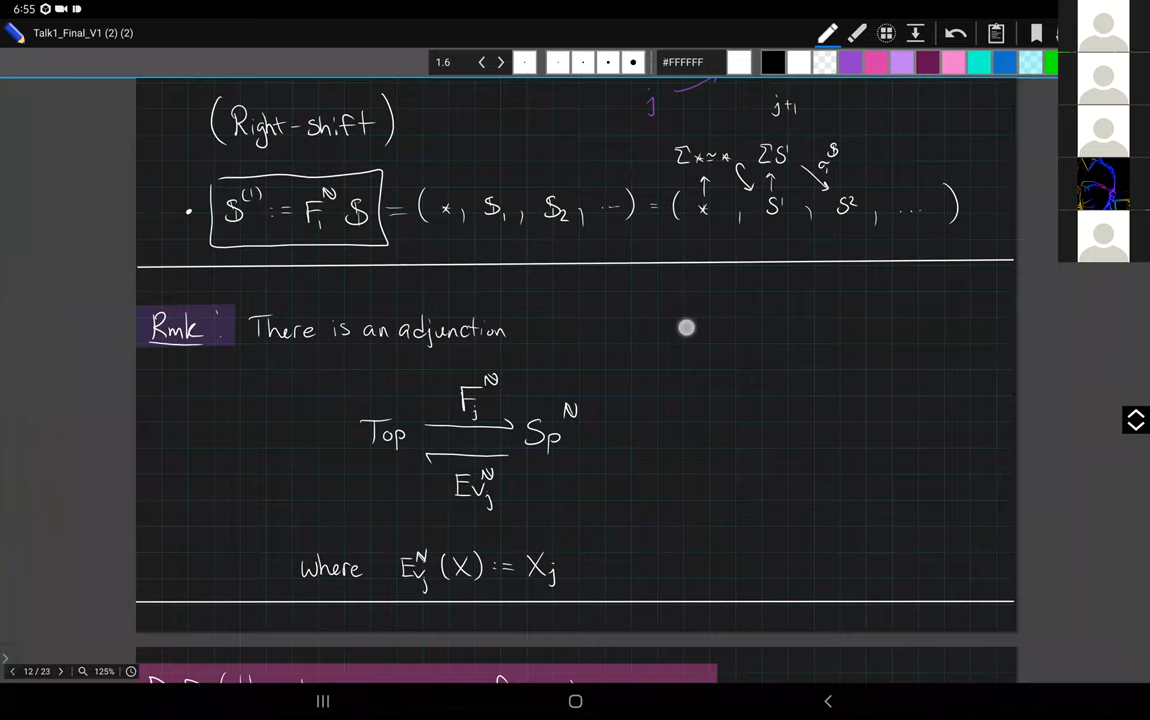 6:55
Talk1_Final_V1 (2) (2)
1.6
#FFFFFF
j
j+1
(Right-shift)
Σ*≃* ΣS¹ σ₁^𝕊
• 𝕊^(1) := F₁^ℕ 𝕊 = (*, 𝕊₁, 𝕊₂, ...) = (*, S¹, S², ...)
Rmk: There is an adjunction
F_j^ℕ
Top ⇄ Sp^ℕ
Ev_j^ℕ
where Ev_j^ℕ (X) := X_j
12 / 23
125%